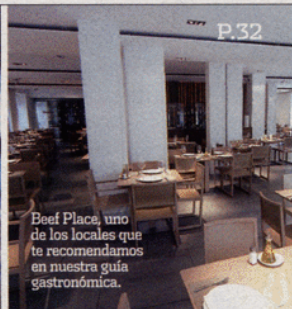 P.32
Beef Place, uno
de los locales que
te recomendamos
en nuestra guía
gastronómica.